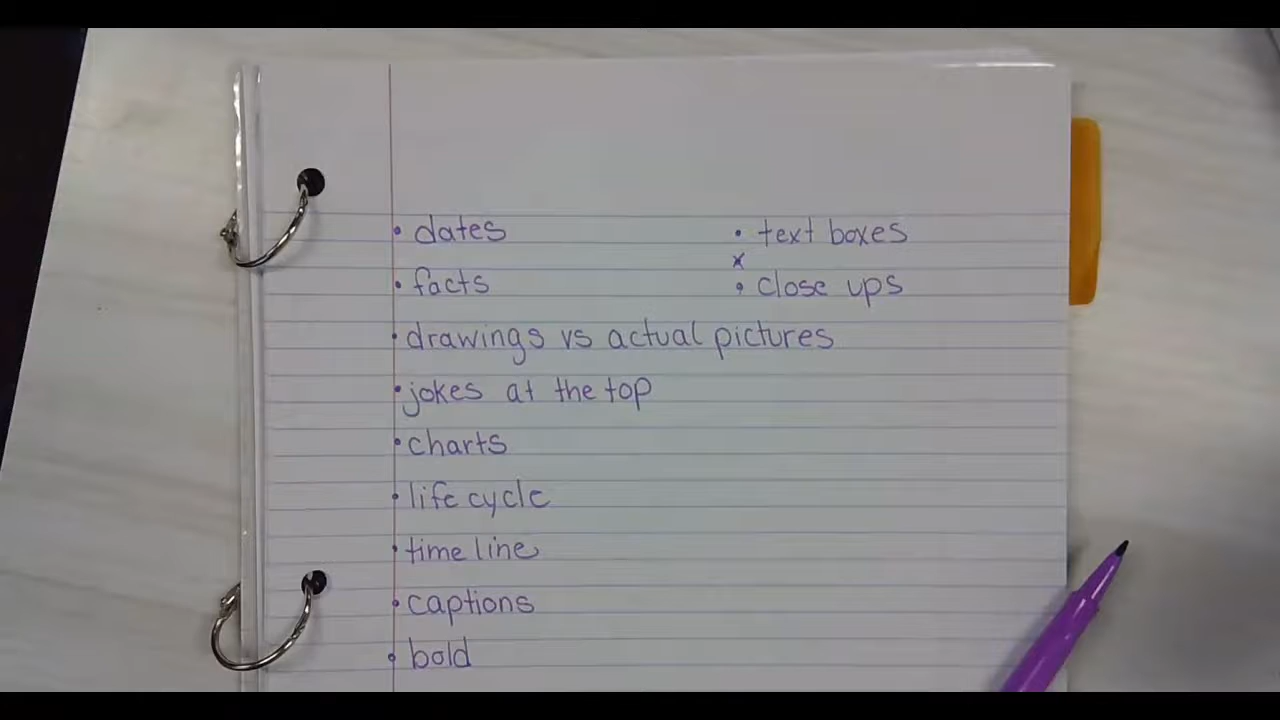 • dates
• facts
• drawings vs actual pictures
• jokes at the top
• charts
• life cycle
• time line
• captions
• bold
• text boxes
x
• close ups